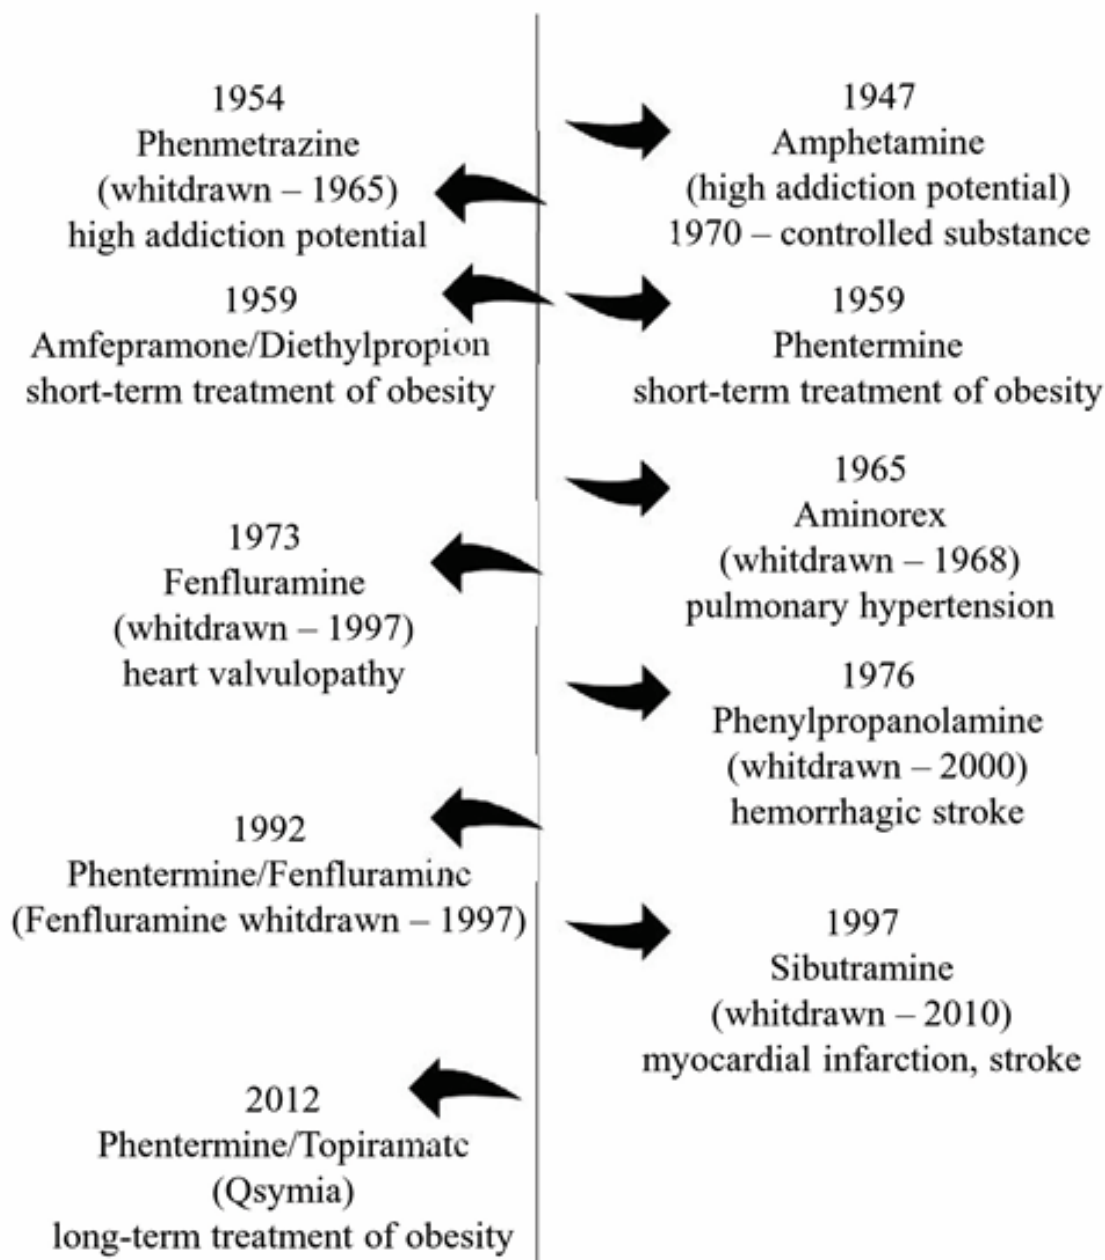 1954
Phenmetrazine
(whitdrawn – 1965)
high addiction potential
1947
Amphetamine
(high addiction potential)
1970 – controlled substance
1959
Amfepramone/Diethylpropion
short-term treatment of obesity
1959
Phentermine
short-term treatment of obesity
1965
Aminorex
(whitdrawn – 1968)
pulmonary hypertension
1973
Fenfluramine
(whitdrawn – 1997)
heart valvulopathy
1976
Phenylpropanolamine
(whitdrawn – 2000)
hemorrhagic stroke
1992
Phentermine/Fenfluramine
(Fenfluramine whitdrawn – 1997)
1997
Sibutramine
(whitdrawn – 2010)
myocardial infarction, stroke
2012
Phentermine/Topiramate
(Qsymia)
long-term treatment of obesity